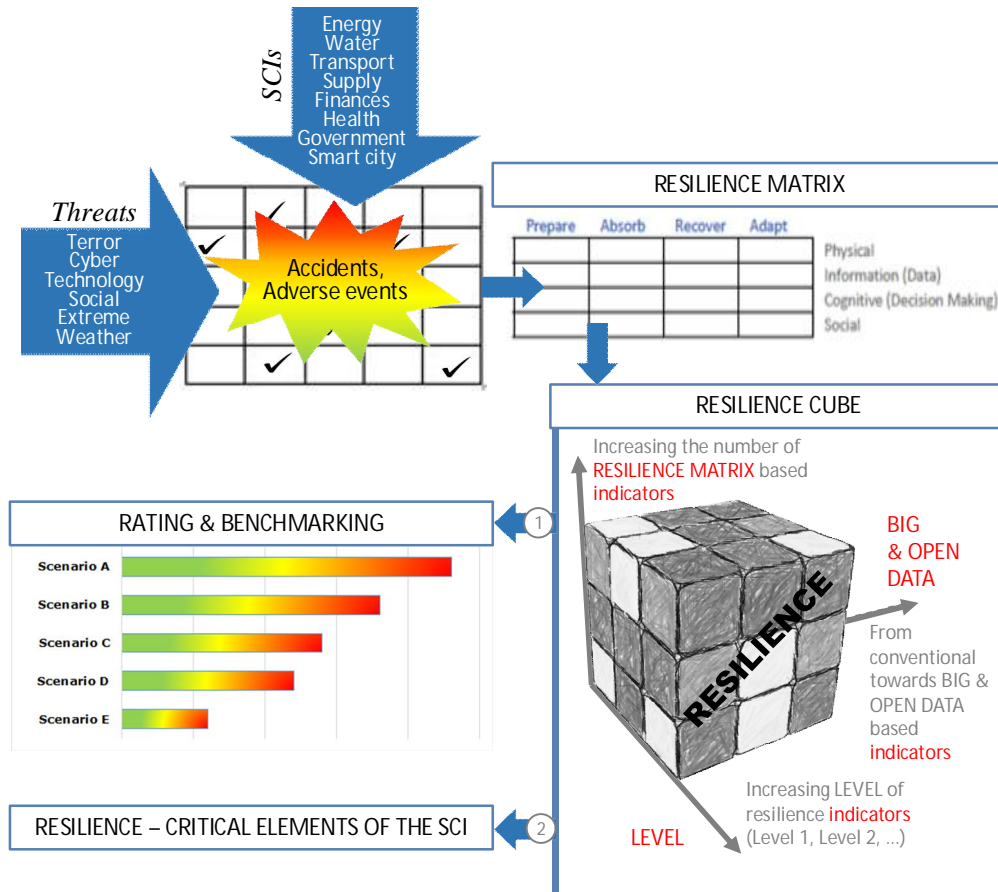 SCIs
Energy
Water
Transport
Supply
Finances
Health
Government
Smart city
Threats
Terror
Cyber
Technology
Social
Extreme
Weather
Accidents,
Adverse events
RESILIENCE MATRIX
Prepare Absorb Recover Adapt
Physical
Information (Data)
Cognitive (Decision Making)
Social
RESILIENCE CUBE
Increasing the number of
RESILIENCE MATRIX based
indicators
RESILIENCE
BIG
& OPEN
DATA
From
conventional
towards BIG &
OPEN DATA
based
indicators
Increasing LEVEL of
resilience indicators
(Level 1, Level 2, ...)
LEVEL
1
RATING & BENCHMARKING
Scenario A
Scenario B
Scenario C
Scenario D
Scenario E
2
RESILIENCE – CRITICAL ELEMENTS OF THE SCI